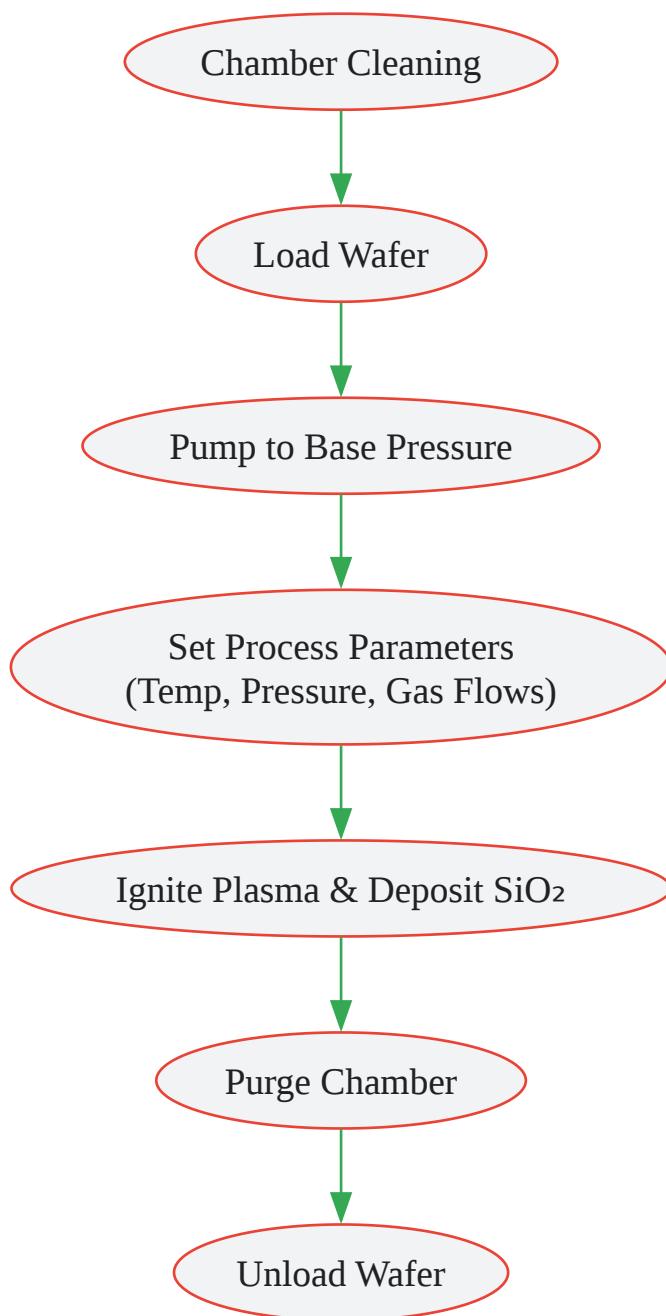 Chamber Cleaning
Load Wafer
Pump to Base Pressure
Set Process Parameters
(Temp, Pressure, Gas Flows)
Ignite Plasma & Deposit SiO₂
Purge Chamber
Unload Wafer